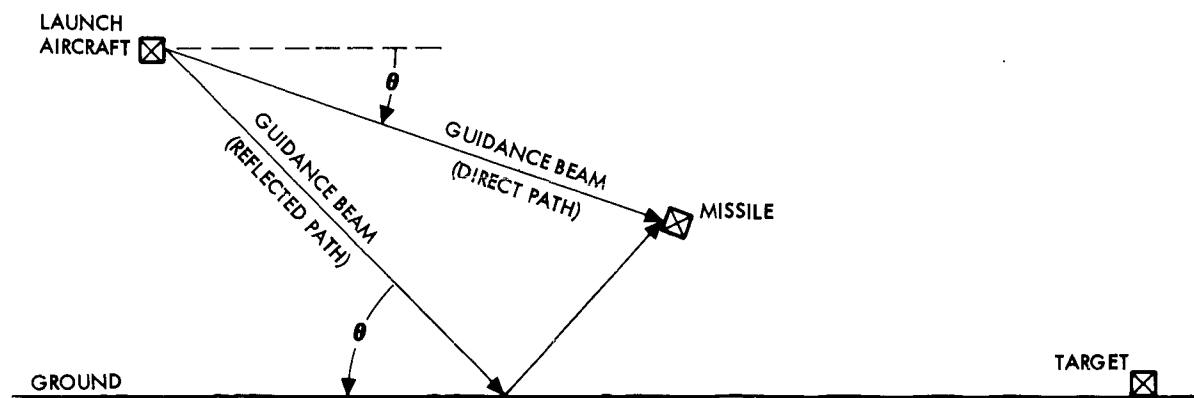 LAUNCH
AIRCRAFT
θ
GUIDANCE BEAM
(DIRECT PATH)
MISSILE
GUIDANCE BEAM
(REFLECTED PATH)
θ
GROUND
TARGET